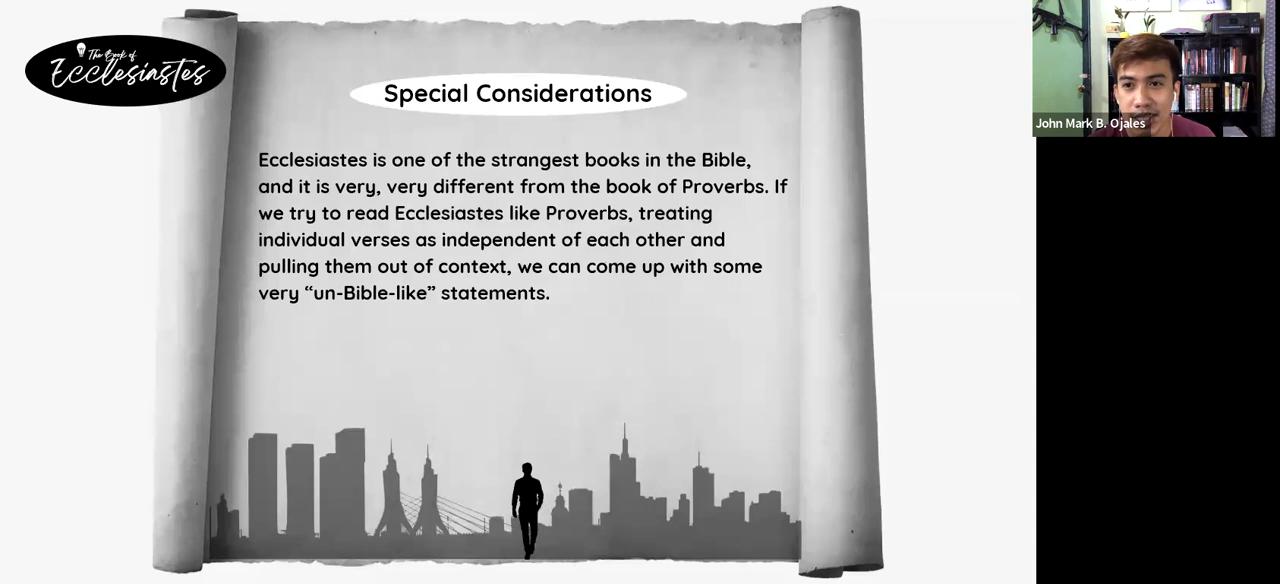 The Book of
Ecclesiastes
Special Considerations
Ecclesiastes is one of the strangest books in the Bible,
and it is very, very different from the book of Proverbs. If
we try to read Ecclesiastes like Proverbs, treating
individual verses as independent of each other and
pulling them out of context, we can come up with some
very “un-Bible-like” statements.
John Mark B. Ojales